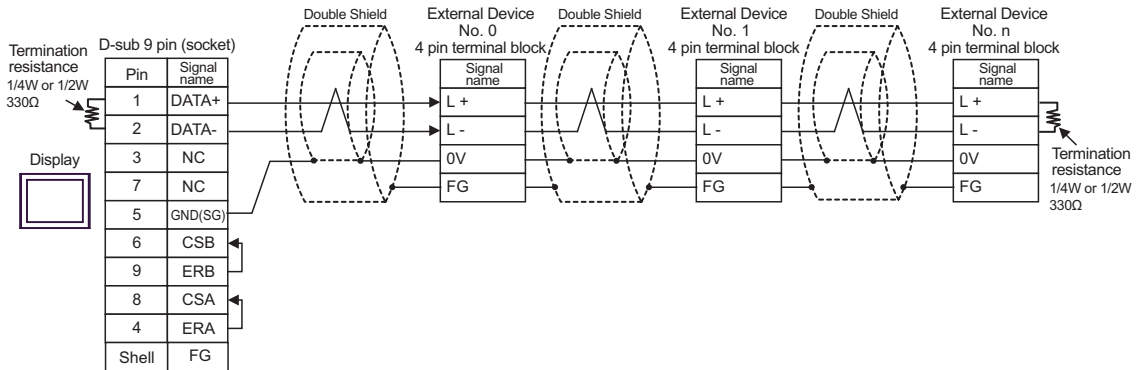 Double Shield
External Device
No. 0
4 pin terminal block
Double Shield
External Device
No. 1
4 pin terminal block
Double Shield
External Device
No. n
4 pin terminal block
Termination
resistance
1/4W or 1/2W
330Ω
D-sub 9 pin (socket)
Pin Signal name
1 DATA+
2 DATA-
3 NC
7 NC
5 GND(SG)
6 CSB
9 ERB
8 CSA
4 ERA
Shell FG
Display
Signal
name
L +
L -
0V
FG
Signal
name
L +
L -
0V
FG
Signal
name
L +
L -
0V
FG
Termination
resistance
1/4W or 1/2W
330Ω